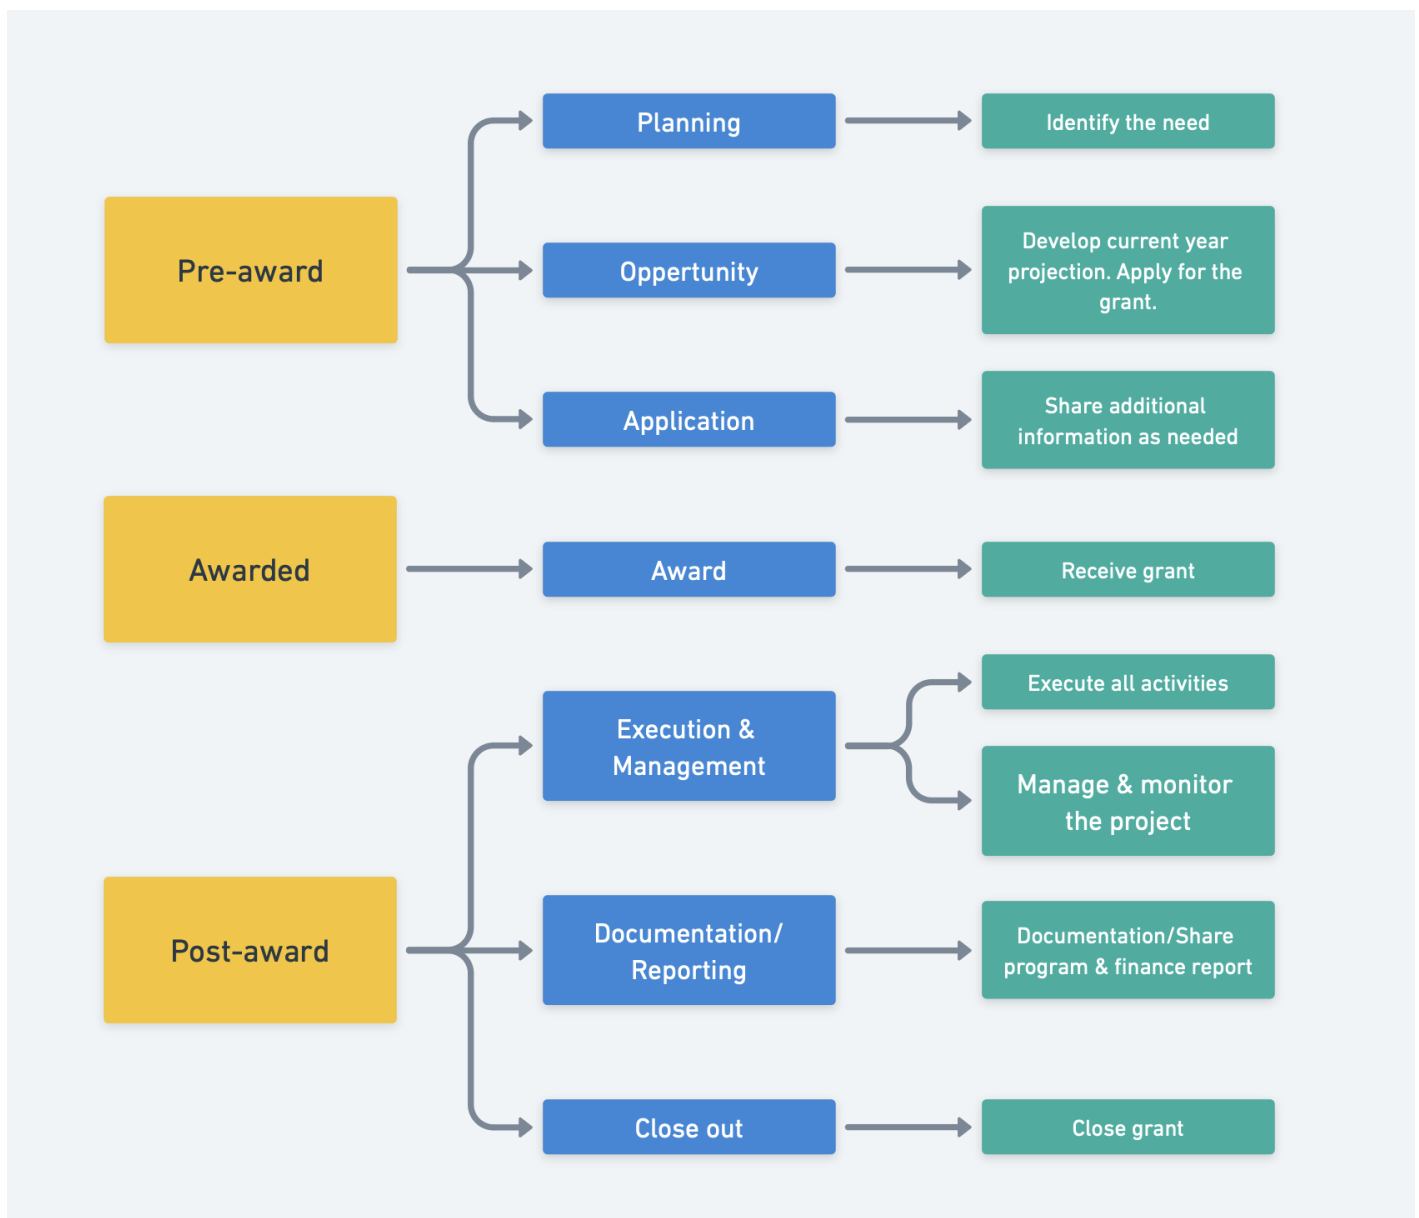 Planning
Identify the need
Pre-award
Oppertunity
Develop current year
projection. Apply for the
grant.
Application
Share additional
information as needed
Awarded
Award
Receive grant
Execution &
Management
Execute all activities
Manage & monitor
the project
Post-award
Documentation/
Reporting
Documentation/Share
program & finance report
Close out
Close grant